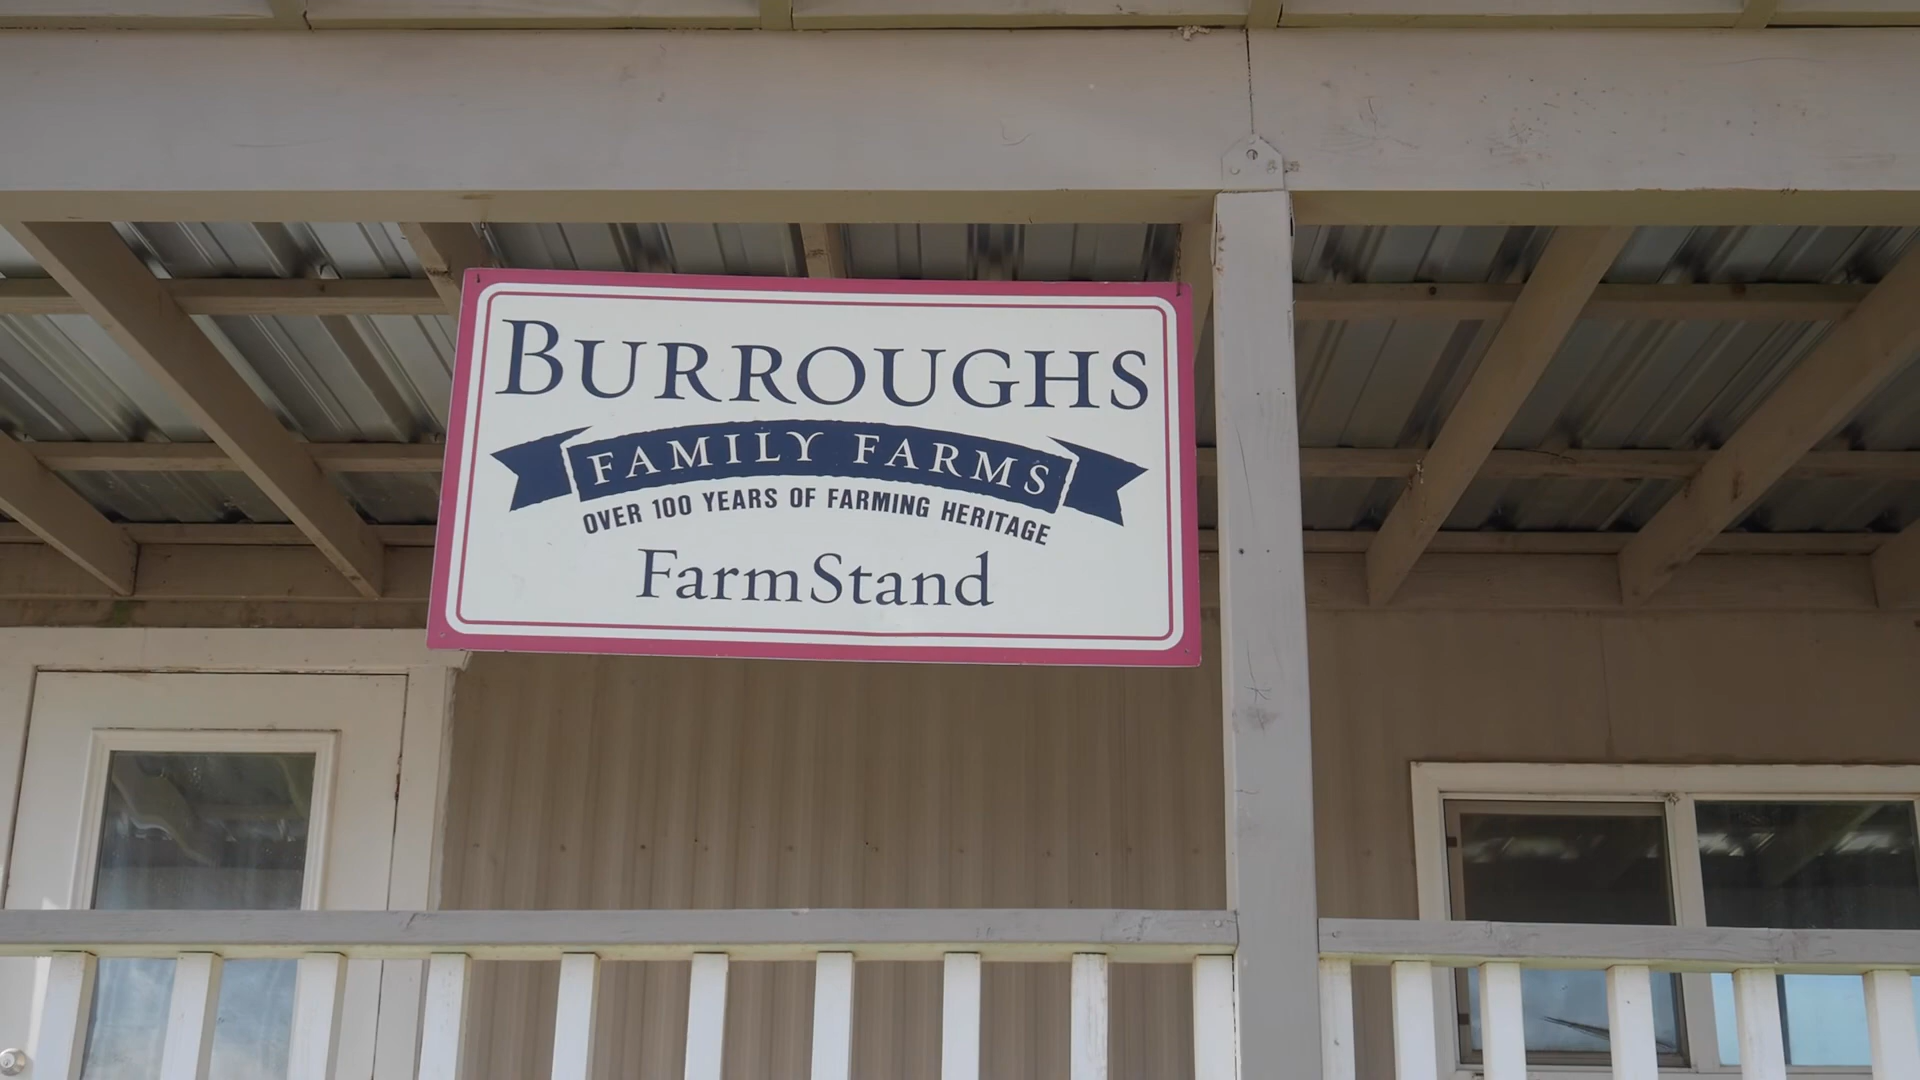 BURROUGHS
FAMILY FARMS
OVER 100 YEARS OF FARMING HERITAGE
FarmStand